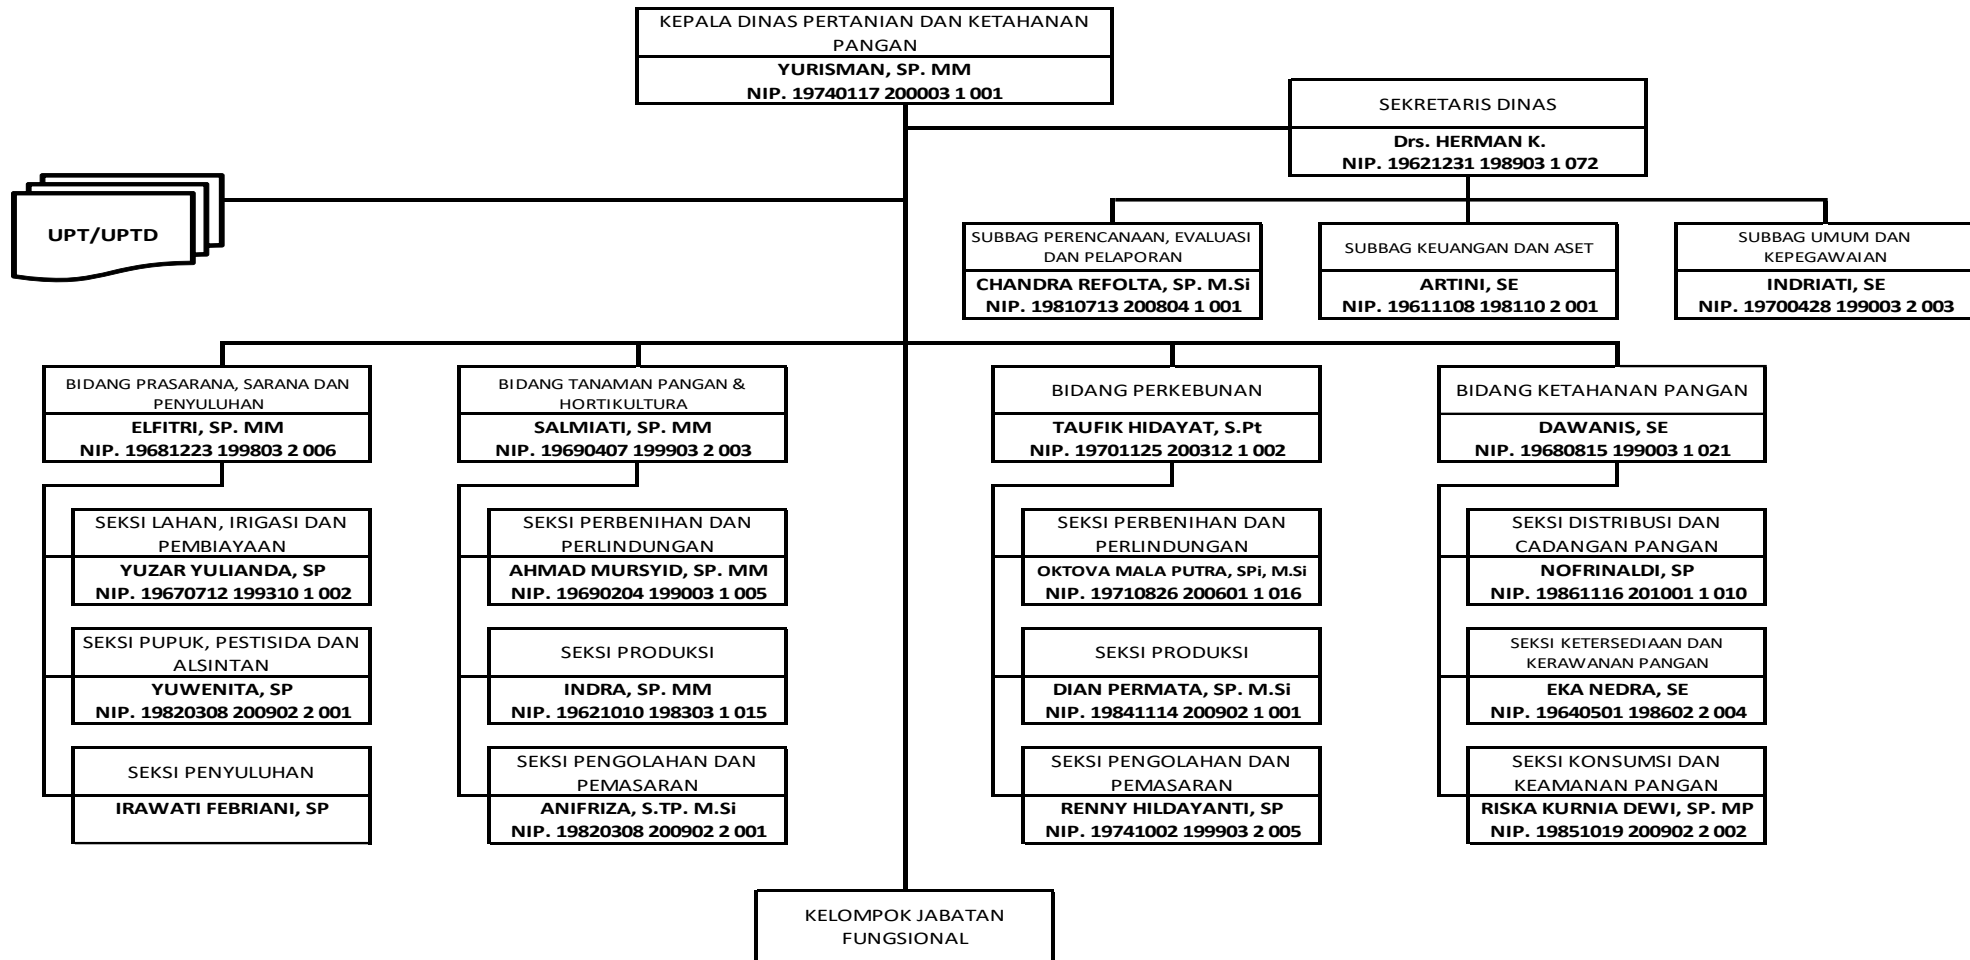 KEPALA DINAS PERTANIAN DAN KETAHANAN
PANGAN
YURISMAN, SP. MM
NIP. 19740117 200003 1 001
SEKRETARIS DINAS
Drs. HERMAN K.
NIP. 19621231 198903 1 072
UPT/UPTD
SUBBAG PERENCANAAN, EVALUASI
DAN PELAPORAN
CHANDRA REFOLTA, SP. M.Si
NIP. 19810713 200804 1 001
SUBBAG KEUANGAN DAN ASET
ARTINI, SE
NIP. 19611108 198110 2 001
SUBBAG UMUM DAN
KEPEGAWAIAN
INDRIATI, SE
NIP. 19700428 199003 2 003
BIDANG PRASARANA, SARANA DAN
PENYULUHAN
ELFITRI, SP. MM
NIP. 19681223 199803 2 006
BIDANG TANAMAN PANGAN &
HORTIKULTURA
SALMIATI, SP. MM
NIP. 19690407 199903 2 003
BIDANG PERKEBUNAN
TAUFIK HIDAYAT, S.Pt
NIP. 19701125 200312 1 002
BIDANG KETAHANAN PANGAN
DAWANIS, SE
NIP. 19680815 199003 1 021
SEKSI LAHAN, IRIGASI DAN
PEMBIAYAAN
YUZAR YULIANDA, SP
NIP. 19670712 199310 1 002
SEKSI PERBENIHAN DAN
PERLINDUNGAN
AHMAD MURSYID, SP. MM
NIP. 19690204 199003 1 005
SEKSI PERBENIHAN DAN
PERLINDUNGAN
OKTOVA MALA PUTRA, SPi, M.Si
NIP. 19710826 200601 1 016
SEKSI DISTRIBUSI DAN
CADANGAN PANGAN
NOFRINALDI, SP
NIP. 19861116 201001 1 010
SEKSI PUPUK, PESTISIDA DAN
ALSINTAN
YUWENITA, SP
NIP. 19820308 200902 2 001
SEKSI PRODUKSI
INDRA, SP. MM
NIP. 19621010 198303 1 015
SEKSI PRODUKSI
DIAN PERMATA, SP. M.Si
NIP. 19841114 200902 1 001
SEKSI KETERSEDIAAN DAN
KERAWANAN PANGAN
EKA NEDRA, SE
NIP. 19640501 198602 2 004
SEKSI PENYULUHAN
IRAWATI FEBRIANI, SP
SEKSI PENGOLAHAN DAN
PEMASARAN
ANIFRIZA, S.TP. M.Si
NIP. 19820308 200902 2 001
SEKSI PENGOLAHAN DAN
PEMASARAN
RENNY HILDAYANTI, SP
NIP. 19741002 199903 2 005
SEKSI KONSUMSI DAN
KEAMANAN PANGAN
RISKA KURNIA DEWI, SP. MP
NIP. 19851019 200902 2 002
KELOMPOK JABATAN
FUNGSIONAL